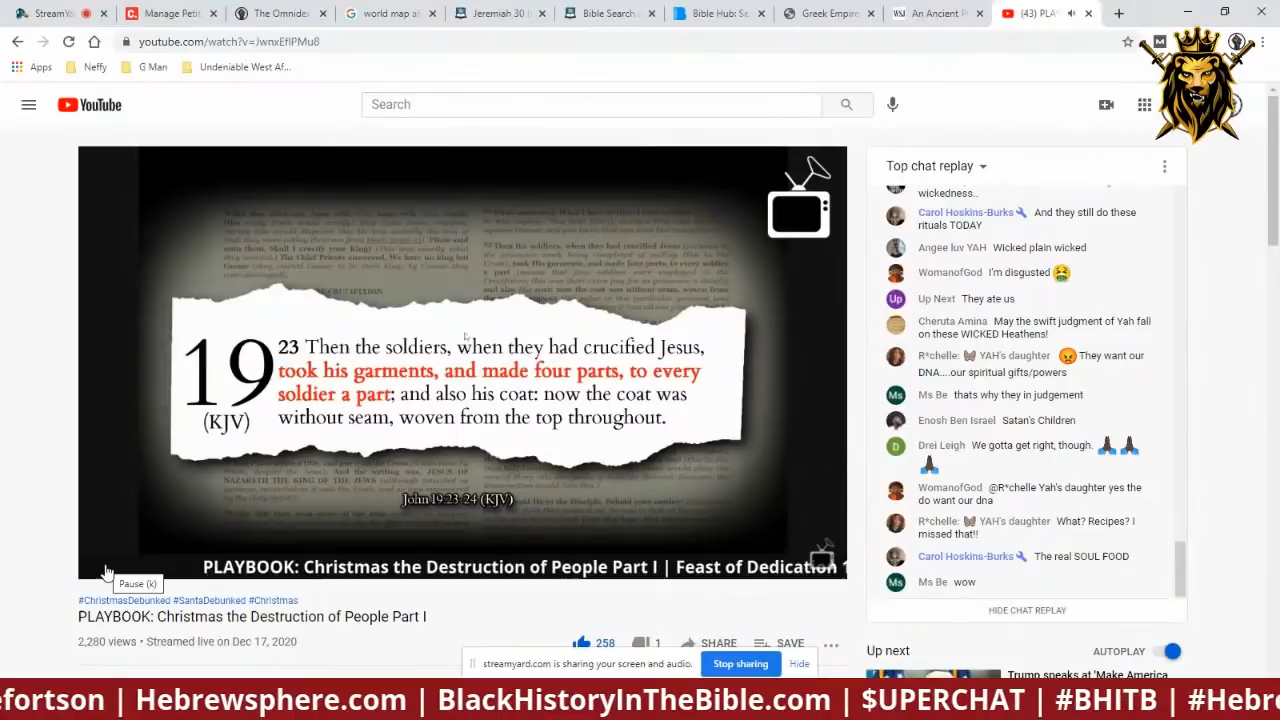 StreamYa
Manage Petit
The Omnides
world map a
Jeremiah 30 (
Bible Search a
Bible Hub: Se
Greek Empire
An Ancient P
(43) PLA
youtube.com/watch?v=JwnxEflPMu8
Apps
Neffy
G Man
Undeniable West Af...
YouTube
Search
19
(KJV)
23 Then the soldiers, when they had crucified Jesus,
took his garments, and made four parts, to every
soldier a part; and also his coat: now the coat was
without seam, woven from the top throughout.
John 19:23-24 (KJV)
PLAYBOOK: Christmas the Destruction of People Part I | Feast of Dedication
Pause (k)
#ChristmasDebunked #SantaDebunked #Christmas
PLAYBOOK: Christmas the Destruction of People Part I
2,280 views • Streamed live on Dec 17, 2020
258
1
SHARE
SAVE
streamyard.com is sharing your screen and audio.
Stop sharing
Hide
Top chat replay
wickedness..
Carol Hoskins-Burks And they still do these
rituals TODAY
Angee luv YAH Wicked plain wicked
WomanofGod I'm disgusted
Up Next They ate us
Cheruta Amina May the swift judgment of Yah fall
on these WICKED Heathens!
R*chelle: YAH's daughter They want our
DNA....our spiritual gifts/powers
Ms Be thats why they in judgement
Enosh Ben Israel Satan's Children
Drei Leigh We gotta get right, though.
WomanofGod @R*chelle Yah's daughter yes the
do want our dna
R*chelle: YAH's daughter What? Recipes? I
missed that!!
Carol Hoskins-Burks The real SOUL FOOD
Ms Be wow
HIDE CHAT REPLAY
Up next
AUTOPLAY
Trump speaks at 'Make America
efortson | Hebrewsphere.com | BlackHistoryInTheBible.com | $UPERCHAT | #BHITB | #Hebre